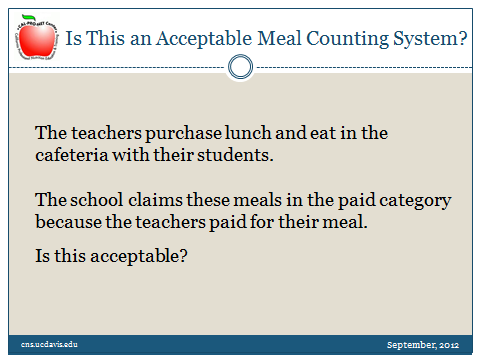 Is This an Acceptable Meal Counting System?
The teachers purchase lunch and eat in the
cafeteria with their students.
The school claims these meals in the paid category
because the teachers paid for their meal.
Is this acceptable?
cns.ucdavis.edu
September, 2012